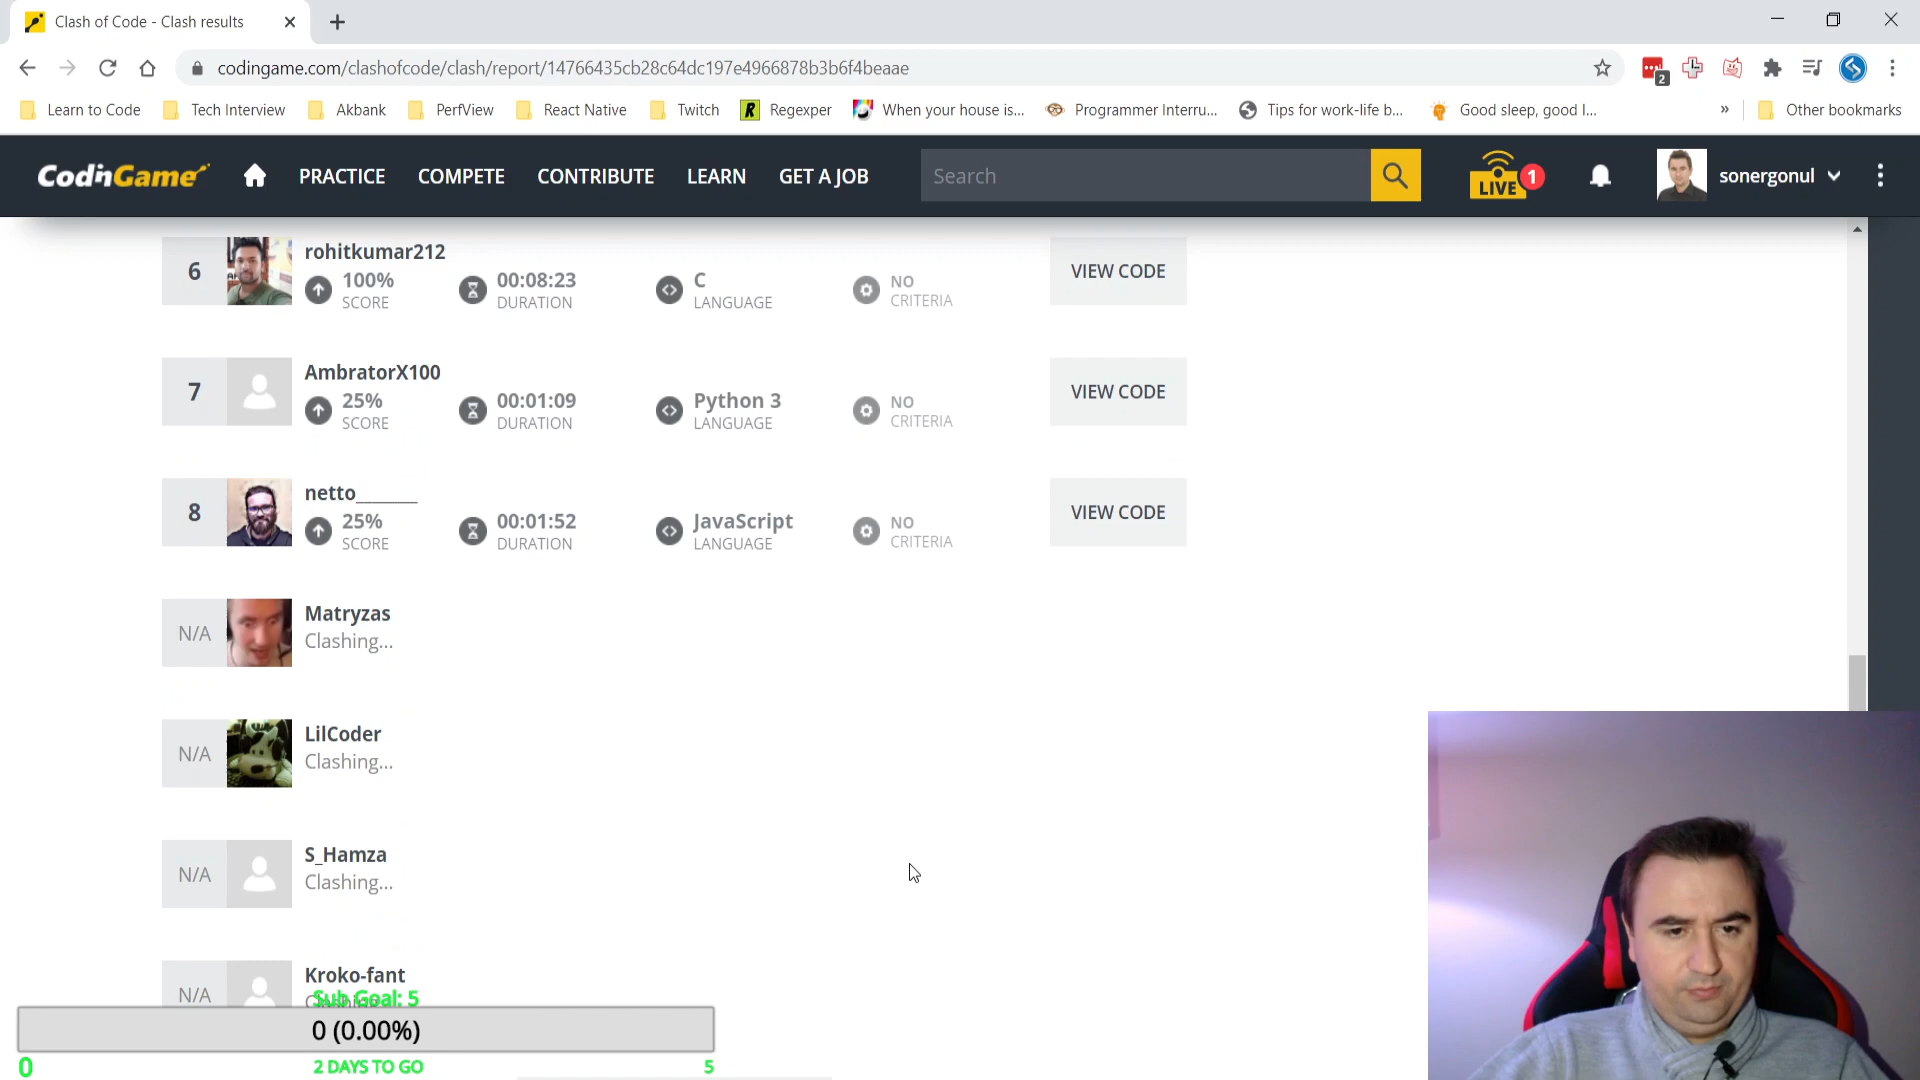 Clash of Code - Clash results
codingame.com/clashofcode/clash/report/14766435cb28c64dc197e4966878b3b6f4beaae
2
Learn to Code
Tech Interview
Akbank
PerfView
React Native
Twitch
R
Regexper
When your house is...
Programmer Interru...
Tips for work-life b...
Good sleep, good l...
»
Other bookmarks
CodinGame
PRACTICE
COMPETE
CONTRIBUTE
LEARN
GET A JOB
Search
LIVE
1
sonergonul
6
rohitkumar212
100%
SCORE
00:08:23
DURATION
C
LANGUAGE
NO
CRITERIA
VIEW CODE
7
AmbratorX100
25%
SCORE
00:01:09
DURATION
Python 3
LANGUAGE
NO
CRITERIA
VIEW CODE
8
netto_______
25%
SCORE
00:01:52
DURATION
JavaScript
LANGUAGE
NO
CRITERIA
VIEW CODE
N/A
Matryzas
Clashing...
N/A
LilCoder
Clashing...
N/A
S_Hamza
Clashing...
N/A
Kroko-fant
Sub Goal: 5
0 (0.00%)
0
2 DAYS TO GO
5